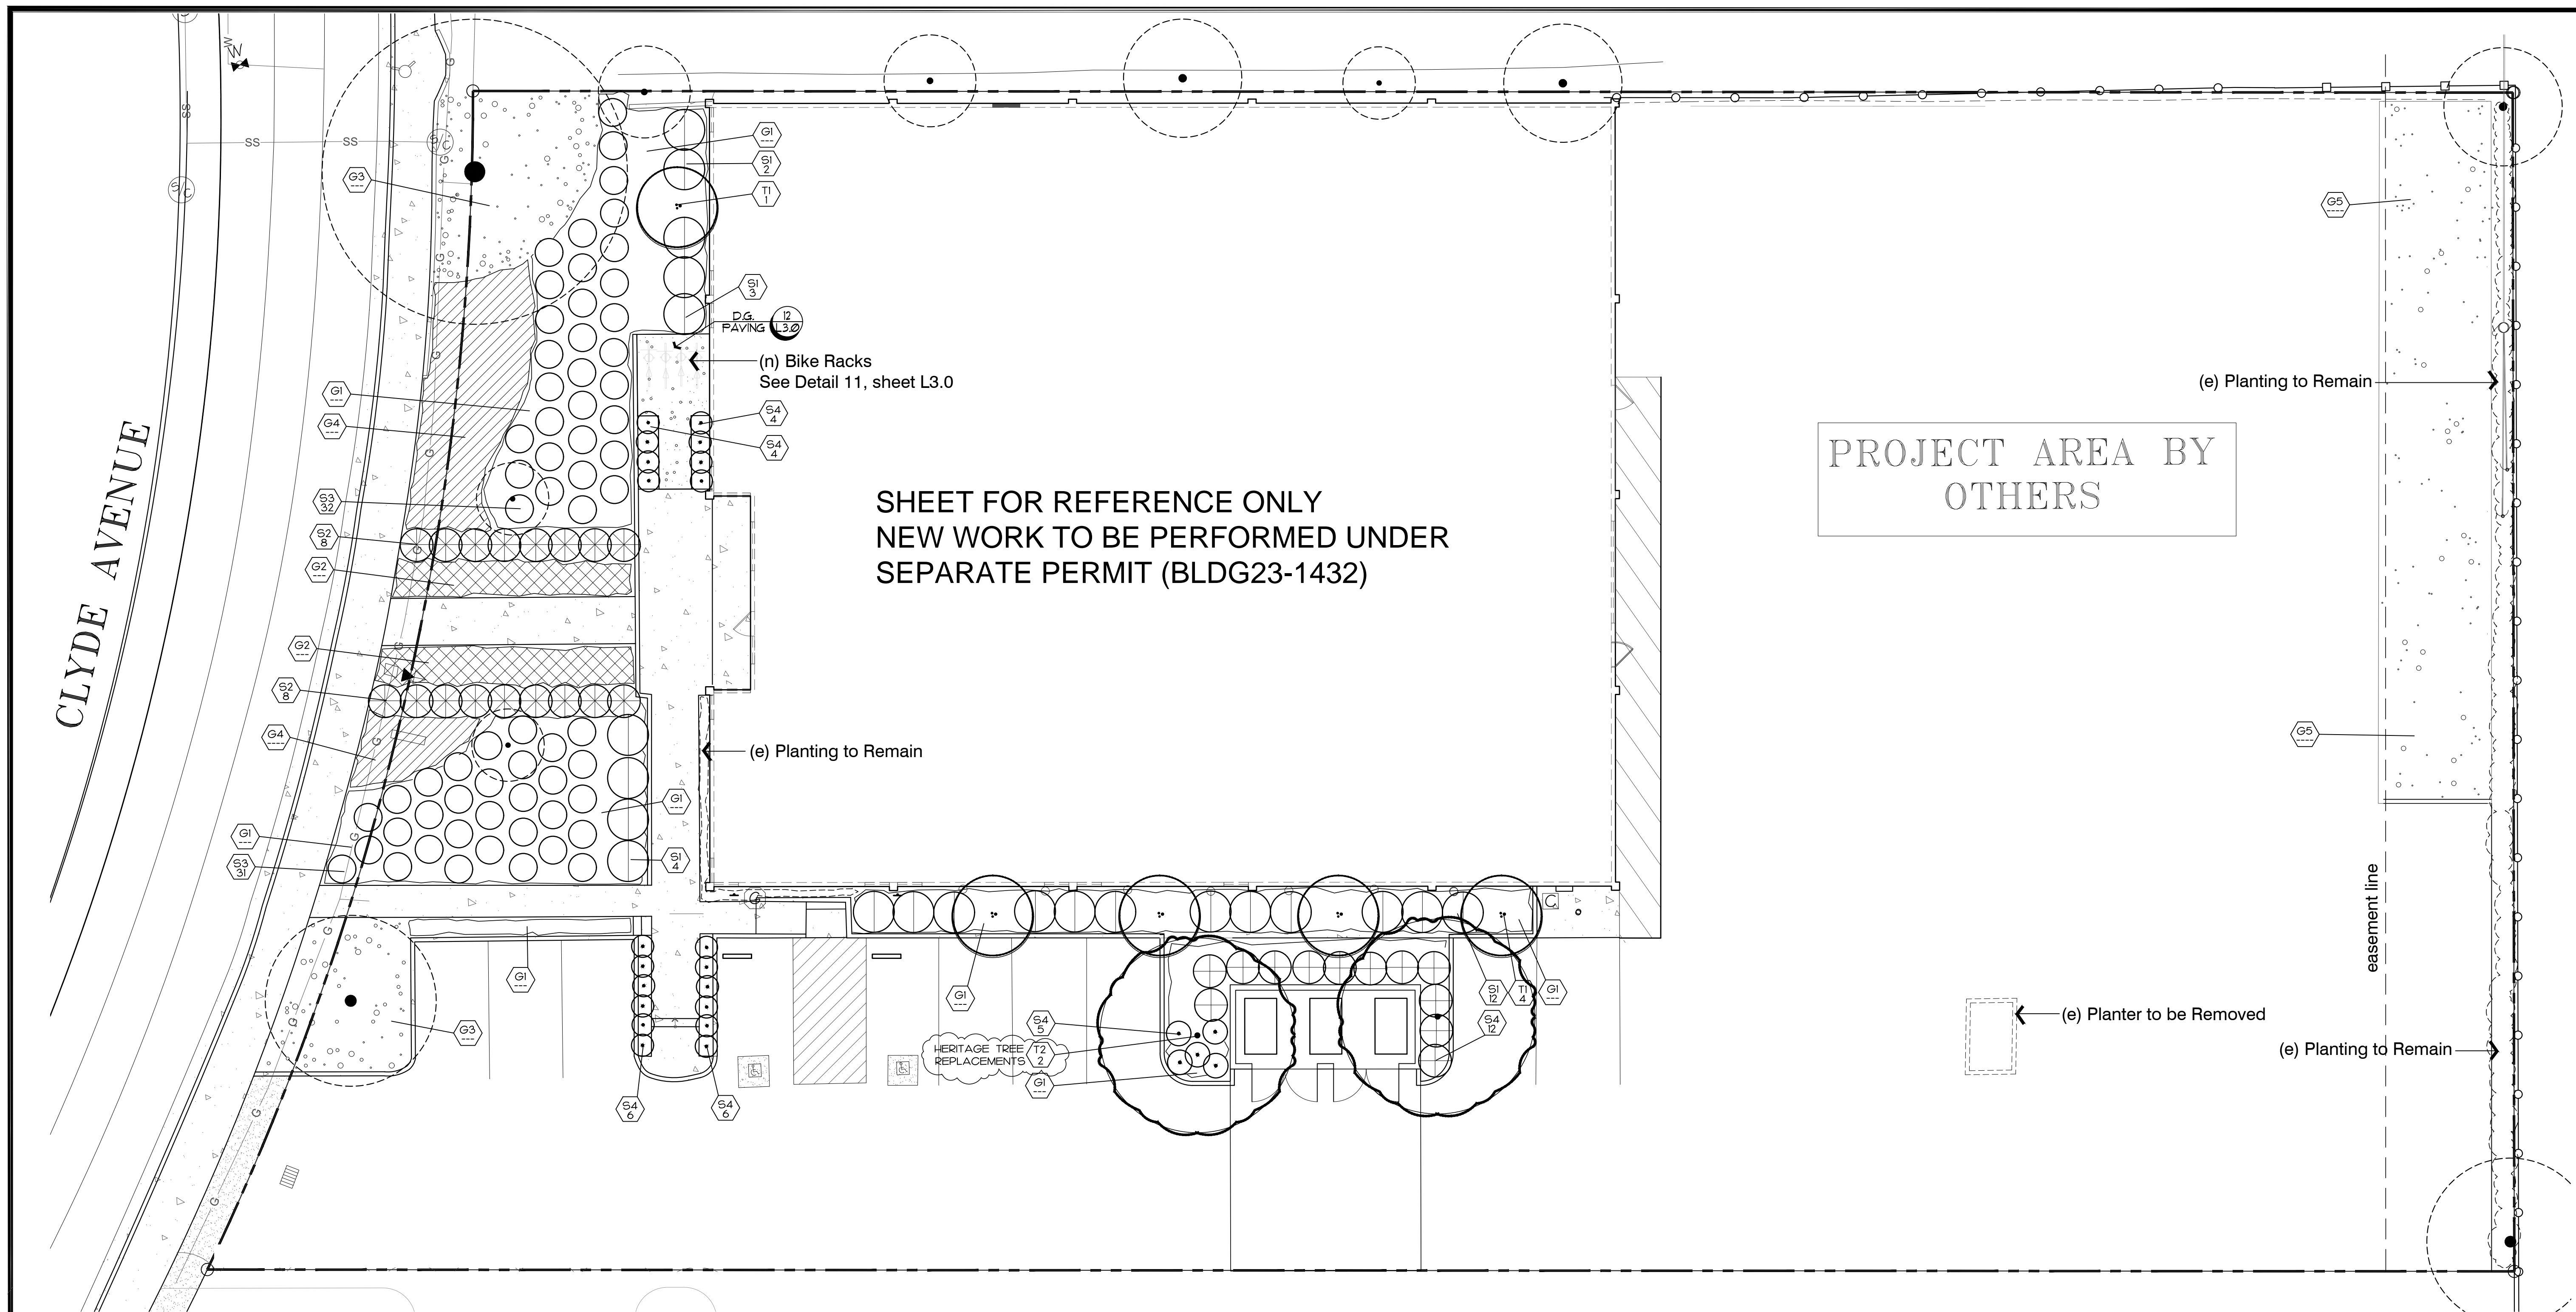 W
SS
SS
SS
S/C
S/C
G
G1
---
S1
2
T1
1
G3
---
G5
----
S1
3
D.G.
PAVING
12
L3.0
(n) Bike Racks
See Detail 11, sheet L3.0
(e) Planting to Remain
G1
---
G4
----
S4
4
S4
4
PROJECT AREA BY
OTHERS
CLYDE AVENUE
S3
32
S2
8
G2
---
SHEET FOR REFERENCE ONLY
NEW WORK TO BE PERFORMED UNDER
SEPARATE PERMIT (BLDG23-1432)
G2
---
S2
8
G4
----
(e) Planting to Remain
G5
----
G1
---
G1
---
S3
31
S1
4
easement line
G1
---
G1
---
S1
12
T1
4
G1
---
G3
---
S4
5
HERITAGE TREE
REPLACEMENTS
T2
2
G1
---
S4
12
(e) Planter to be Removed
(e) Planting to Remain
S4
6
S4
6
G
G